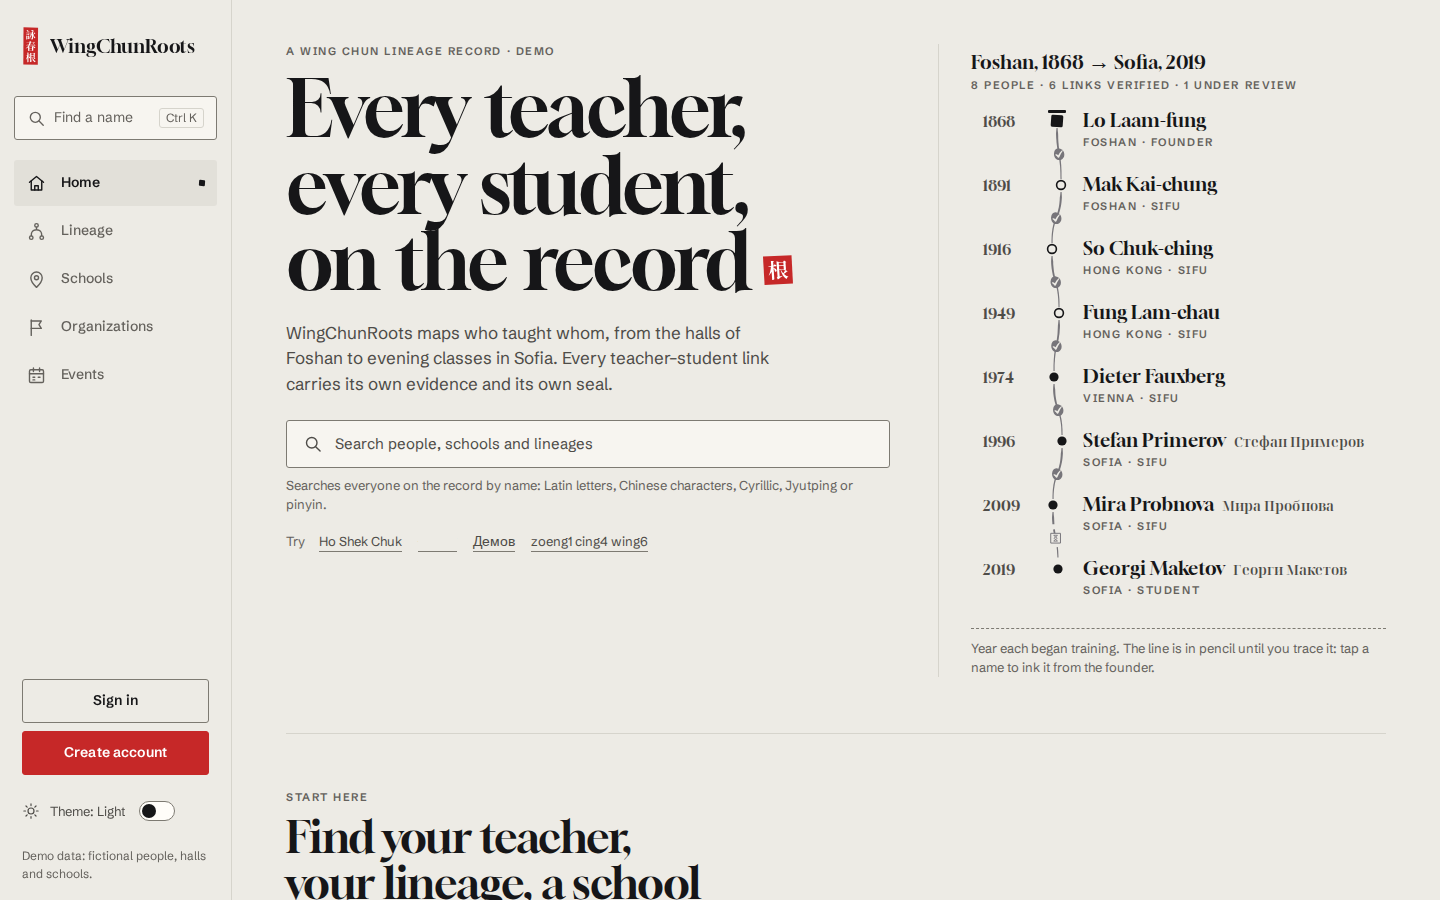 詠春根
WingChunRoots
Find a name
Ctrl K
Home
Lineage
Schools
Organizations
Events
Sign in
Create account
Theme: Light
Demo data: fictional people, halls
and schools.
A WING CHUN LINEAGE RECORD · DEMO
Every teacher,
every student,
on the record
根
WingChunRoots maps who taught whom, from the halls of
Foshan to evening classes in Sofia. Every teacher–student link
carries its own evidence and its own seal.
Search people, schools and lineages
Searches everyone on the record by name: Latin letters, Chinese characters, Cyrillic, Jyutping or
pinyin.
Try Ho Shek Chuk Демов zoeng1 cing4 wing6
Foshan, 1868 → Sofia, 2019
8 PEOPLE · 6 LINKS VERIFIED · 1 UNDER REVIEW
1868 Lo Laam-fung
FOSHAN · FOUNDER
1891 Mak Kai-chung
FOSHAN · SIFU
1916 So Chuk-ching
HONG KONG · SIFU
1949 Fung Lam-chau
HONG KONG · SIFU
1974 Dieter Fauxberg
VIENNA · SIFU
1996 Stefan Primerov Стефан Примеров
SOFIA · SIFU
2009 Mira Probnova Мира Пробнова
SOFIA · SIFU
2019 Georgi Maketov Георги Макетов
SOFIA · STUDENT
Year each began training. The line is in pencil until you trace it: tap a
name to ink it from the founder.
START HERE
Find your teacher,
your lineage, a school